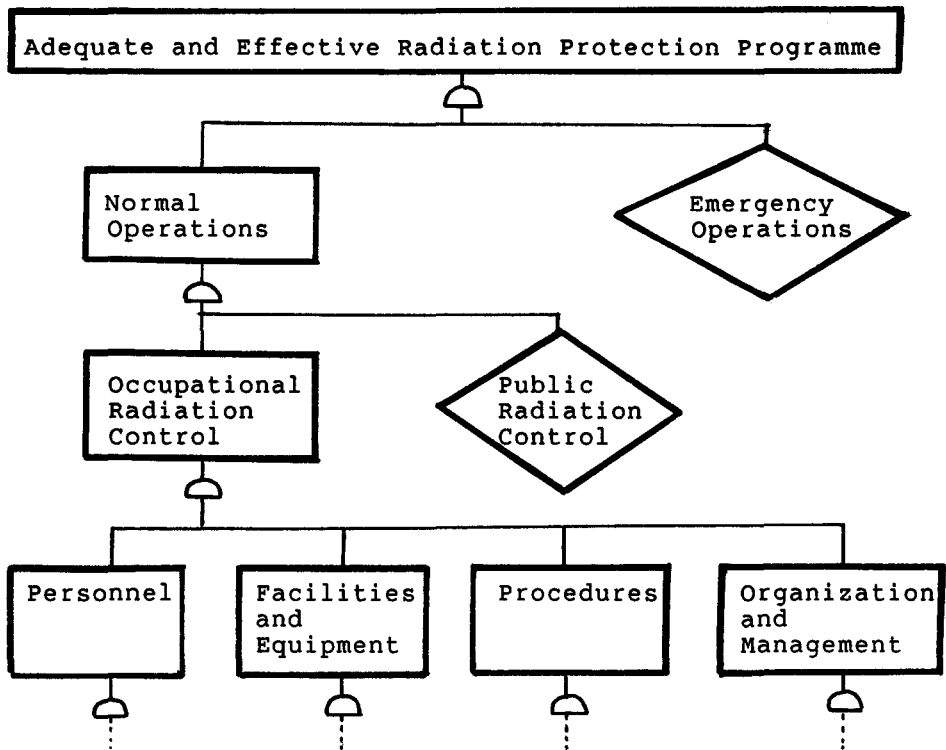 Adequate and Effective Radiation Protection Programme
Normal
Operations
Emergency
Operations
Occupational
Radiation
Control
Public
Radiation
Control
Personnel
Facilities
and
Equipment
Procedures
Organization
and
Management